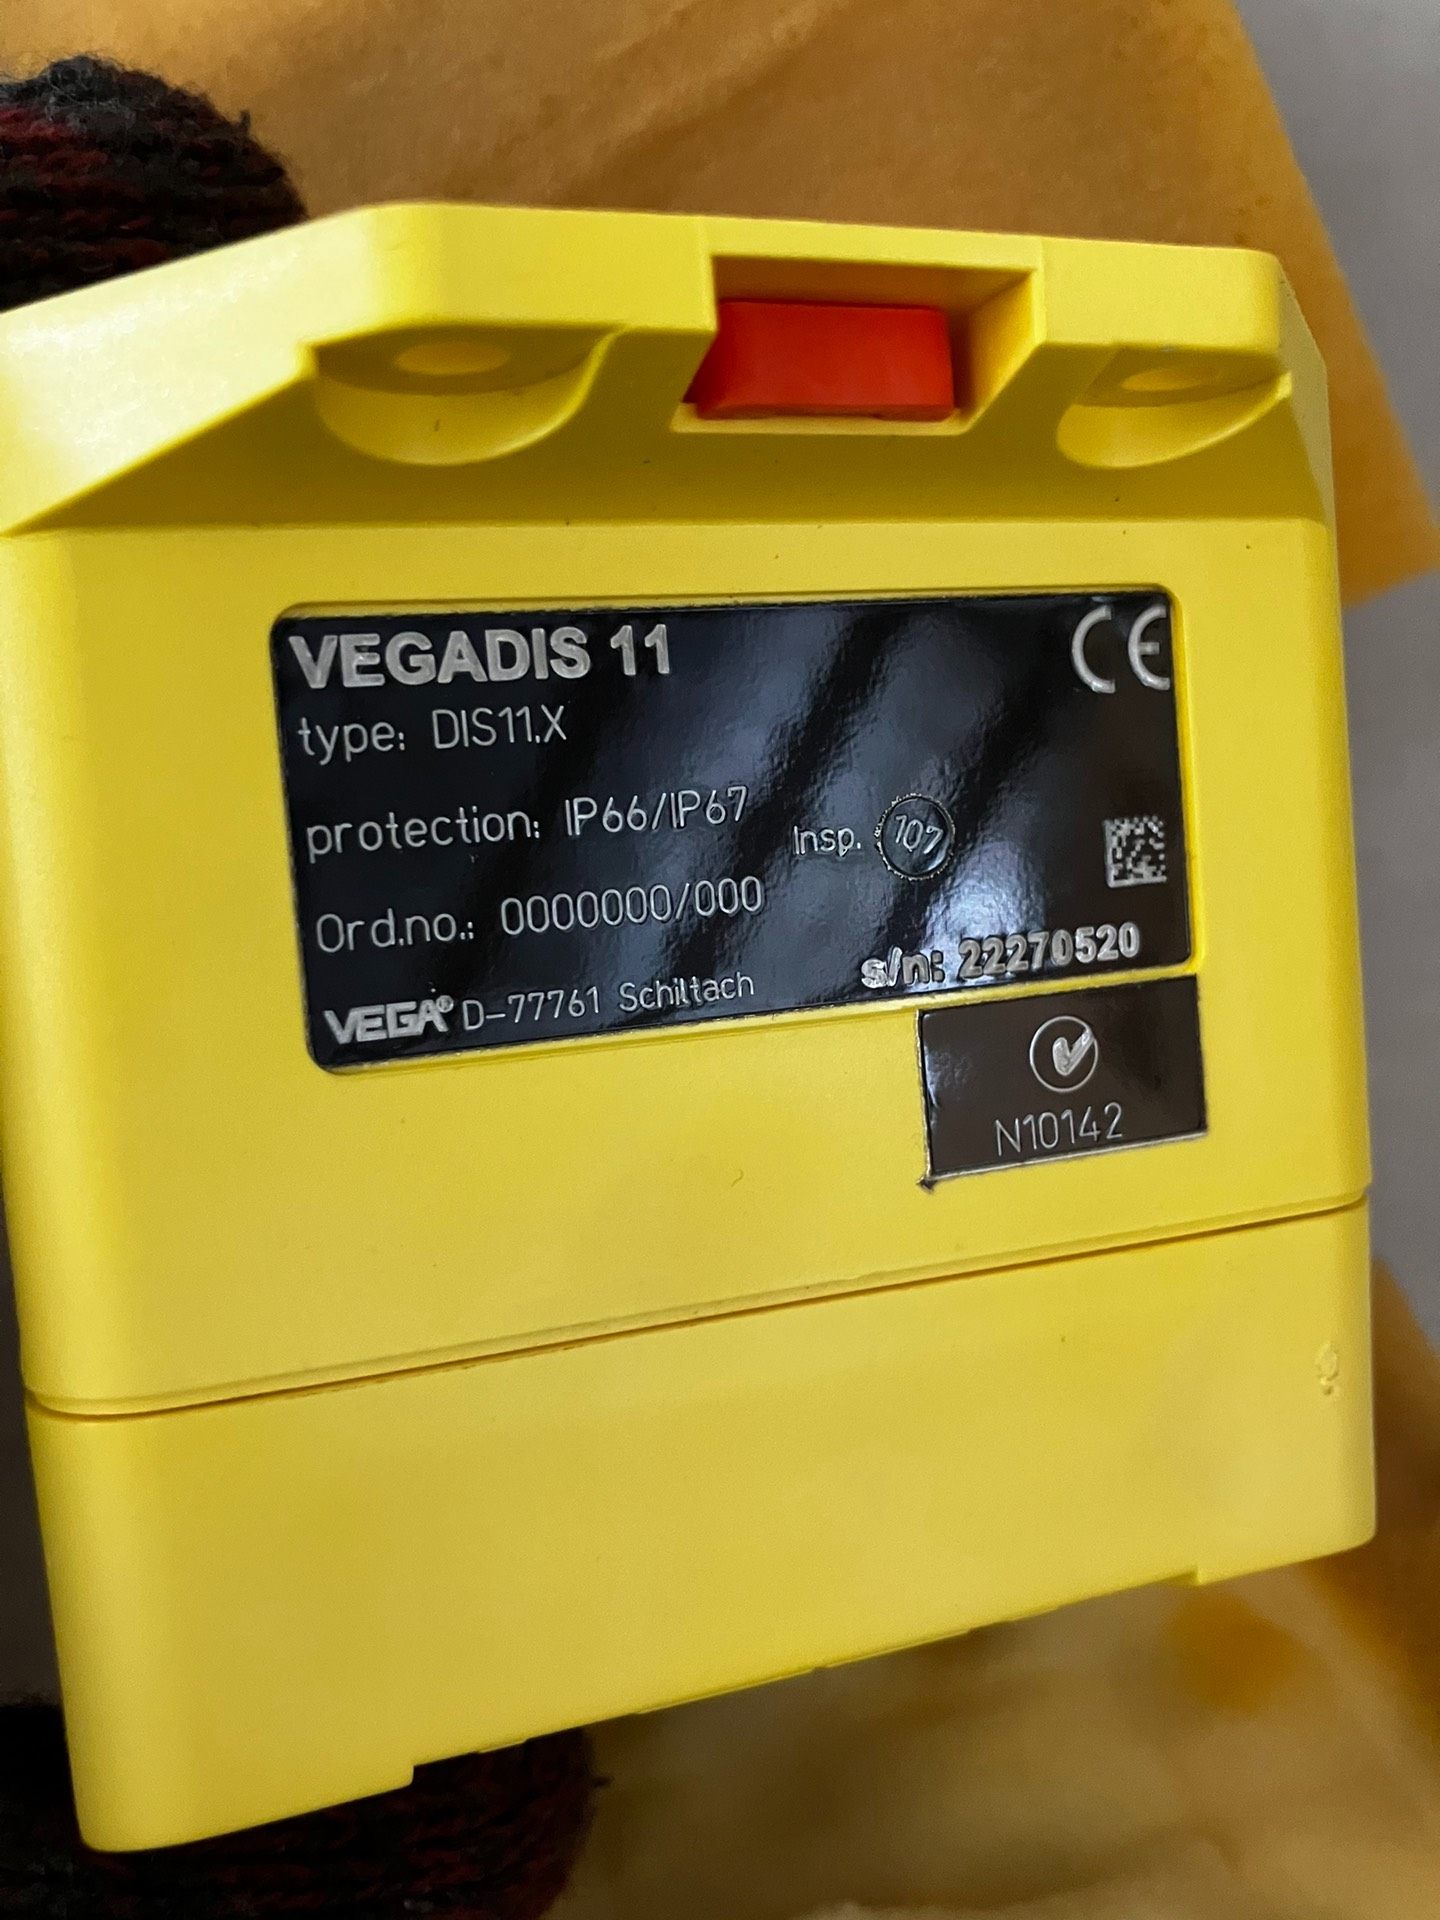 VEGADIS 11
CE
type: DIS11.X
protection: IP66/IP67
Insp. 107
Ord.no.: 0000000/000
s/n: 22270520
VEGA® D-77761 Schiltach
N10142